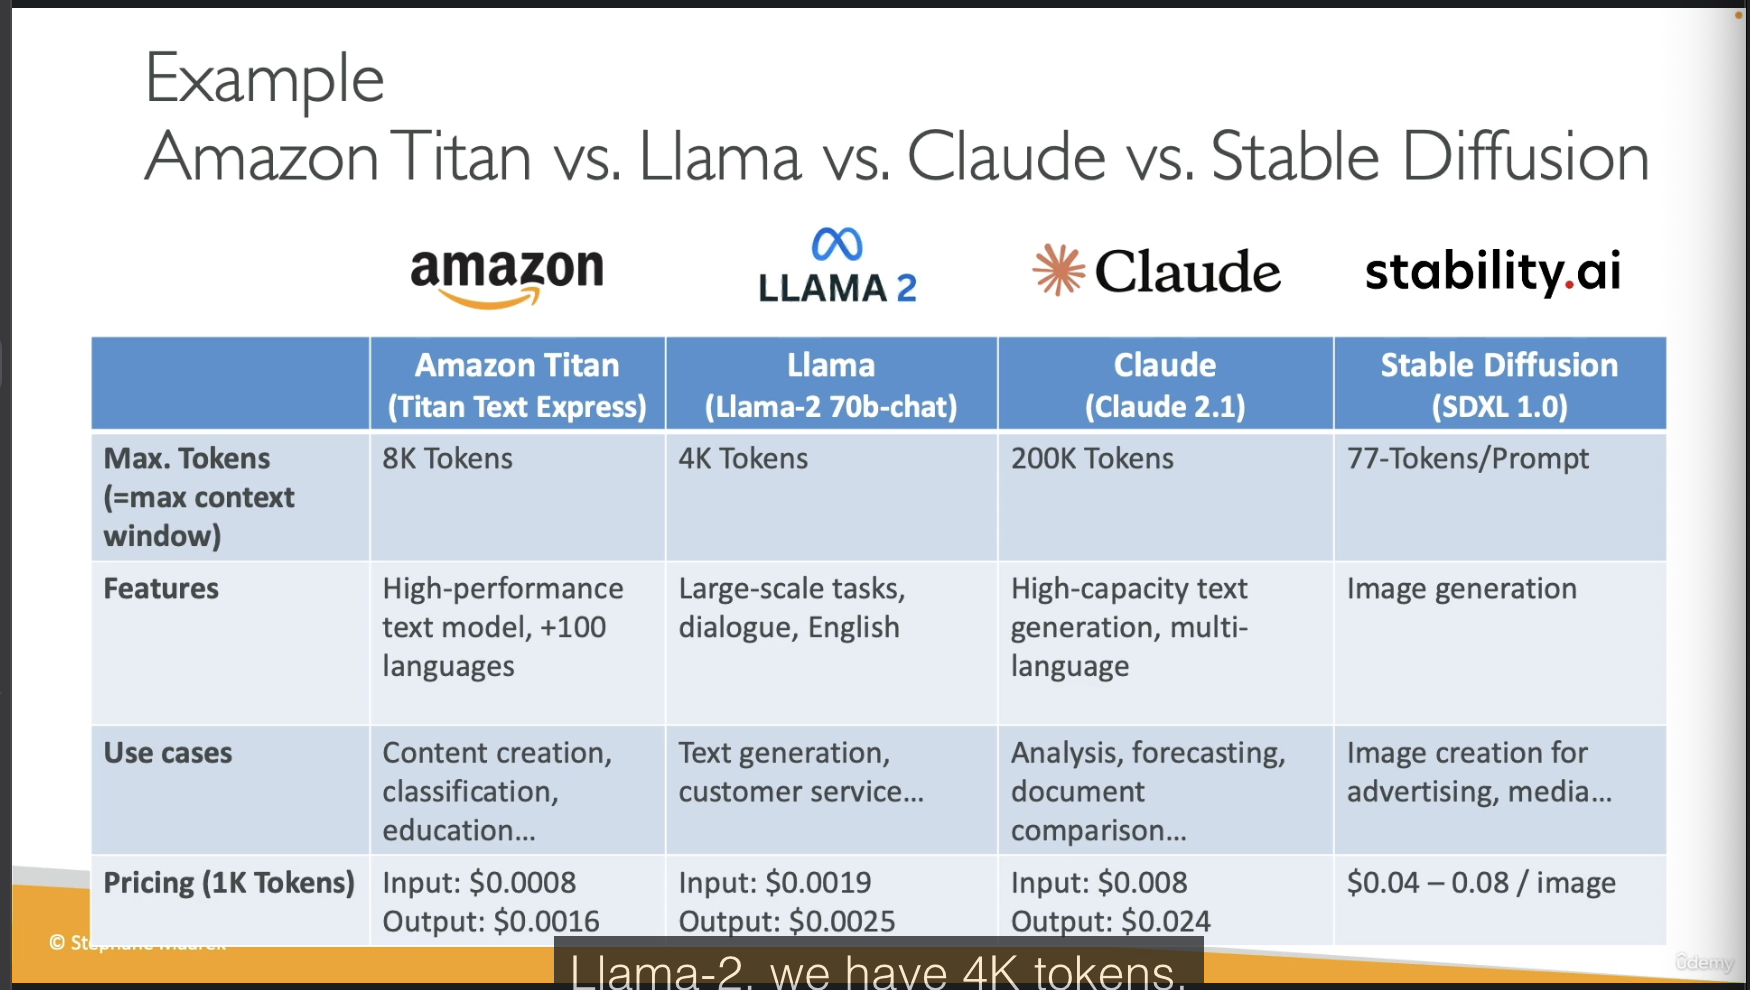 Example
Amazon Titan vs. Llama vs. Claude vs. Stable Diffusion
amazon
LLAMA 2
Claude
stability.ai
Amazon Titan
(Titan Text Express)
Llama
(Llama-2 70b-chat)
Claude
(Claude 2.1)
Stable Diffusion
(SDXL 1.0)
Max. Tokens
(=max context
window)
8K Tokens
4K Tokens
200K Tokens
77-Tokens/Prompt
Features
High-performance
text model, +100
languages
Large-scale tasks,
dialogue, English
High-capacity text
generation, multi-
language
Image generation
Use cases
Content creation,
classification,
education...
Text generation,
customer service...
Analysis, forecasting,
document
comparison...
Image creation for
advertising, media...
Pricing (1K Tokens)
Input: $0.0008
Output: $0.0016
Input: $0.0019
Output: $0.0025
Input: $0.008
Output: $0.024
$0.04 – 0.08 / image
©
Llama-2, we have 4K tokens,
ûdemy